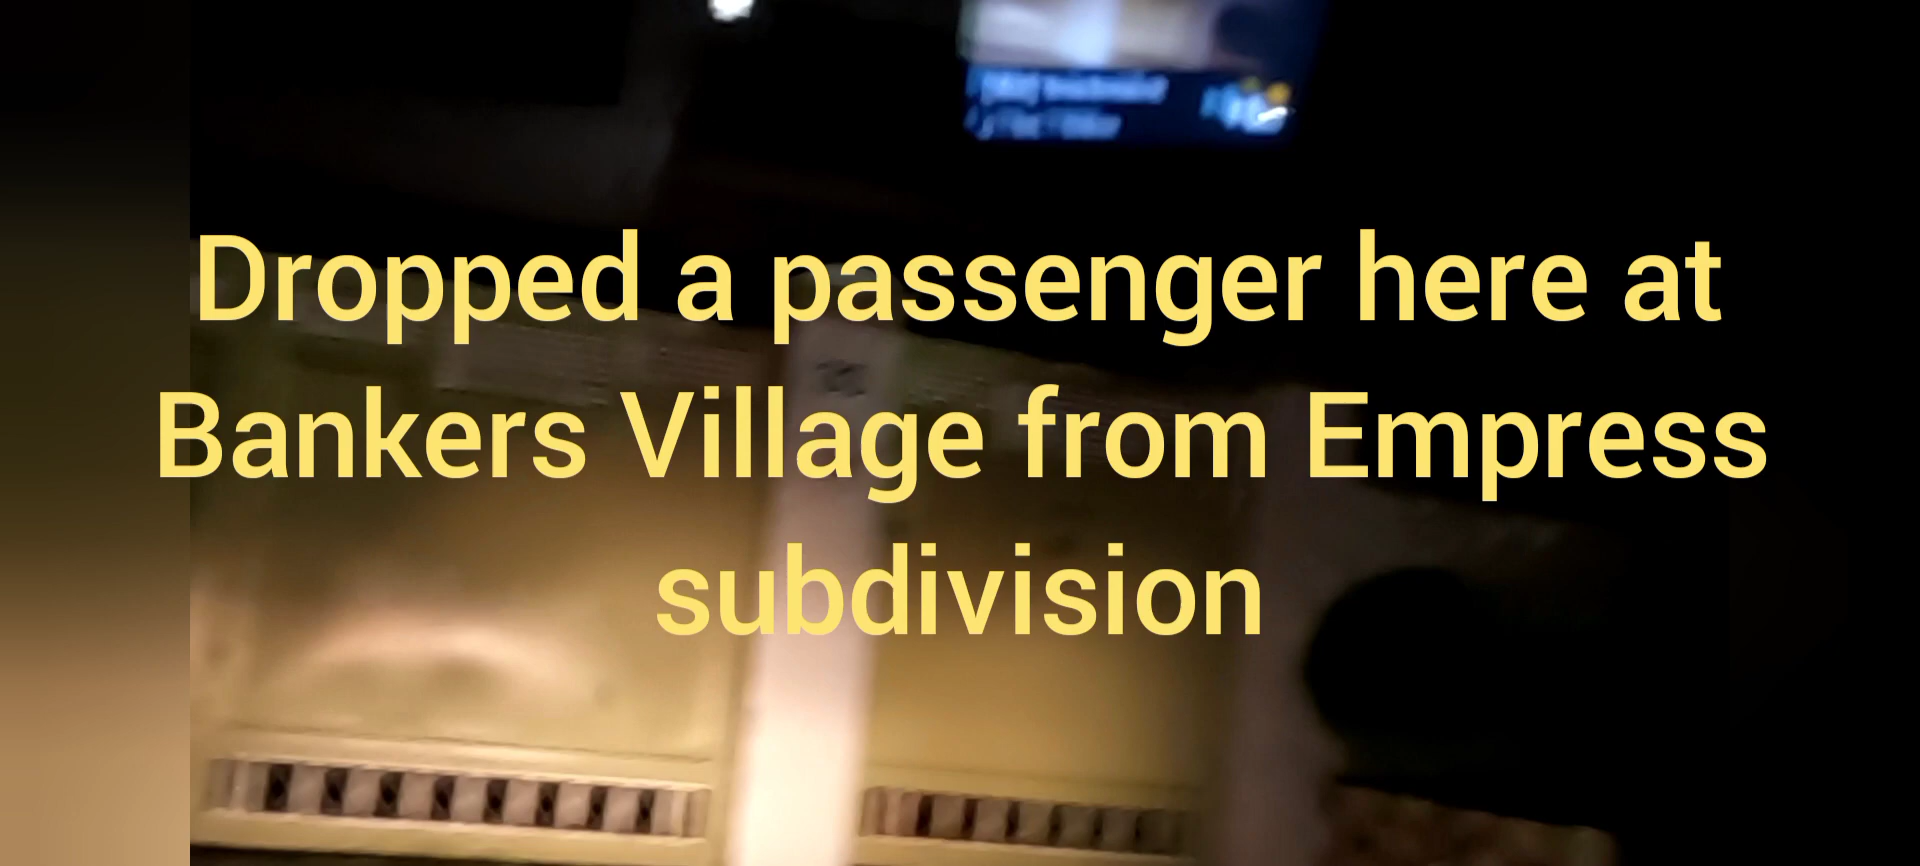 Dropped a passenger here at
Bankers Village from Empress
subdivision